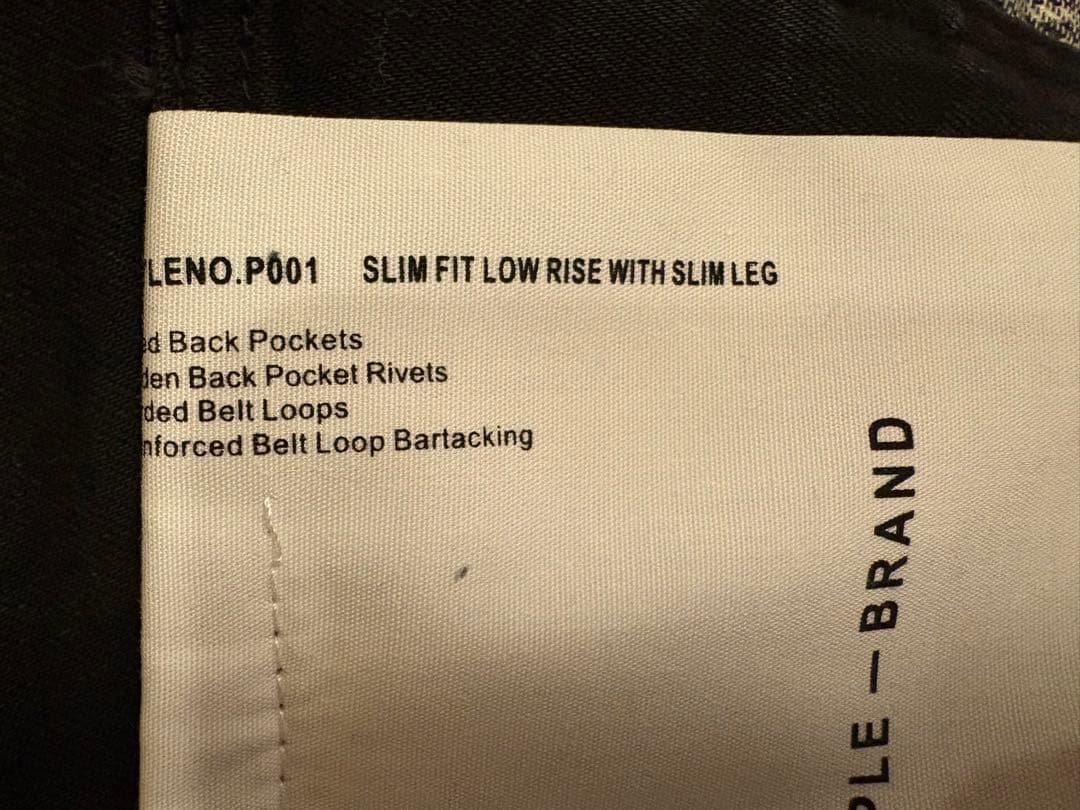 LENO.P001 SLIM FIT LOW RISE WITH SLIM LEG
d Back Pockets
den Back Pocket Rivets
ded Belt Loops
nforced Belt Loop Bartacking
PLE — BRAND